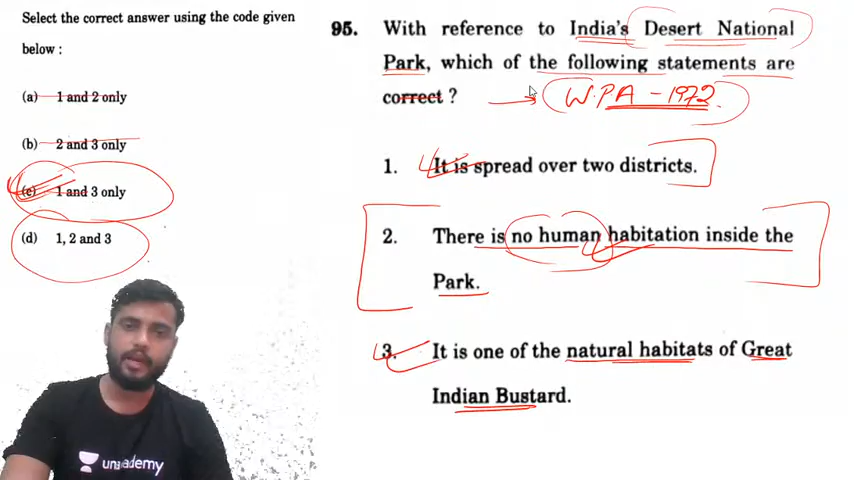 Select the correct answer using the code given
below :
(a) 1 and 2 only
(b) 2 and 3 only
(c) 1 and 3 only
(d) 1, 2 and 3
95. With reference to India's Desert National
Park, which of the following statements are
correct ?
W.PA - 1972
1. It is spread over two districts.
2. There is no human habitation inside the
Park.
3. It is one of the natural habitats of Great
Indian Bustard.
unacademy